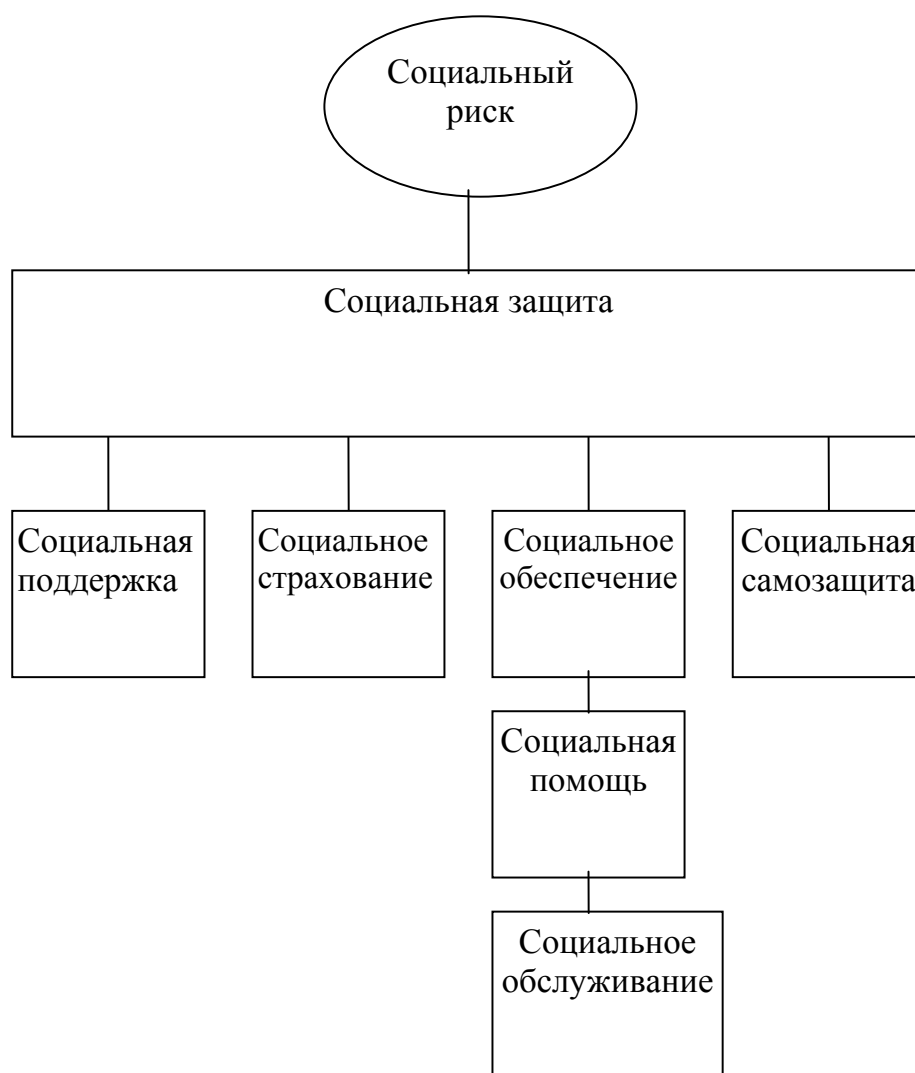 Социальный
риск
Социальная защита
Социальная
поддержка
Социальное
страхование
Социальное
обеспечение
Социальная
самозащита
Социальная
помощь
Социальное
обслуживание